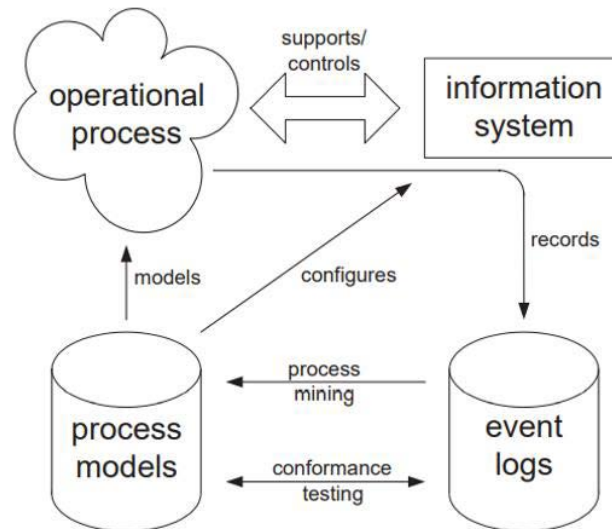 supports/
controls
operational
process
information
system
records
models
configures
process
mining
process
models
event
logs
conformance
testing